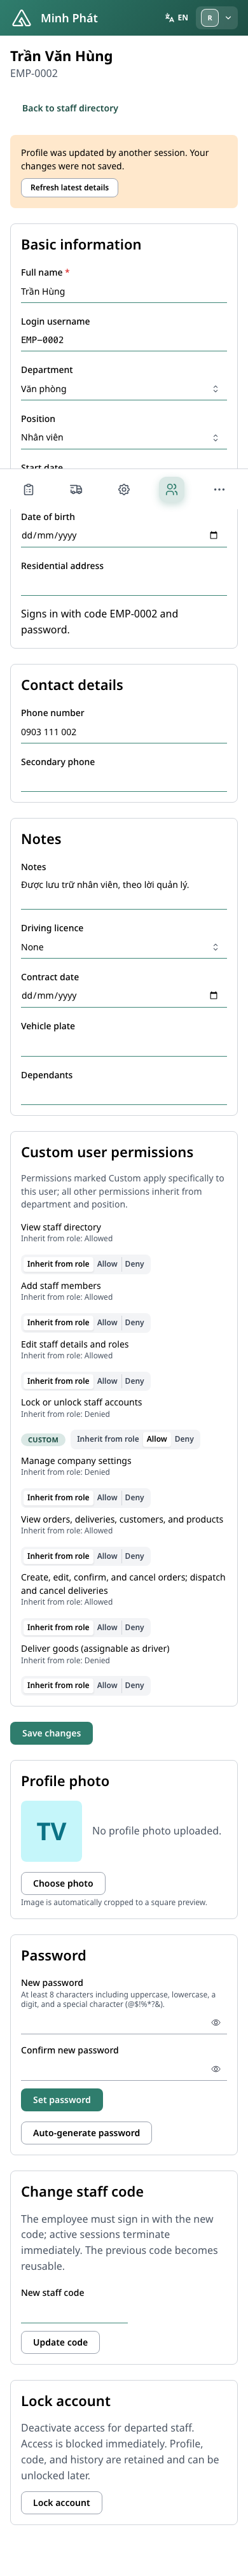 Minh Phát
EN
R
Trần Văn Hùng
EMP-0002
Back to staff directory
Profile was updated by another session. Your
changes were not saved.
Refresh latest details
Basic information
Full name *
Trần Hùng
Login username
EMP-0002
Department
Văn phòng
Position
Nhân viên
Start date
Date of birth
dd/mm/yyyy
Residential address
Signs in with code EMP-0002 and
password.
Contact details
Phone number
0903 111 002
Secondary phone
Notes
Notes
Được lưu trữ nhân viên, theo lời quản lý.
Driving licence
None
Contract date
dd/mm/yyyy
Vehicle plate
Dependants
Custom user permissions
Permissions marked Custom apply specifically to
this user; all other permissions inherit from
department and position.
View staff directory
Inherit from role: Allowed
Inherit from role Allow Deny
Add staff members
Inherit from role: Allowed
Inherit from role Allow Deny
Edit staff details and roles
Inherit from role: Allowed
Inherit from role Allow Deny
Lock or unlock staff accounts
Inherit from role: Denied
CUSTOM Inherit from role Allow Deny
Manage company settings
Inherit from role: Denied
Inherit from role Allow Deny
View orders, deliveries, customers, and products
Inherit from role: Allowed
Inherit from role Allow Deny
Create, edit, confirm, and cancel orders; dispatch
and cancel deliveries
Inherit from role: Allowed
Inherit from role Allow Deny
Deliver goods (assignable as driver)
Inherit from role: Denied
Inherit from role Allow Deny
Save changes
Profile photo
TV
No profile photo uploaded.
Choose photo
Image is automatically cropped to a square preview.
Password
New password
At least 8 characters including uppercase, lowercase, a
digit, and a special character (@$!%*?&).
Confirm new password
Set password
Auto-generate password
Change staff code
The employee must sign in with the new
code; active sessions terminate
immediately. The previous code becomes
reusable.
New staff code
Update code
Lock account
Deactivate access for departed staff.
Access is blocked immediately. Profile,
code, and history are retained and can be
unlocked later.
Lock account